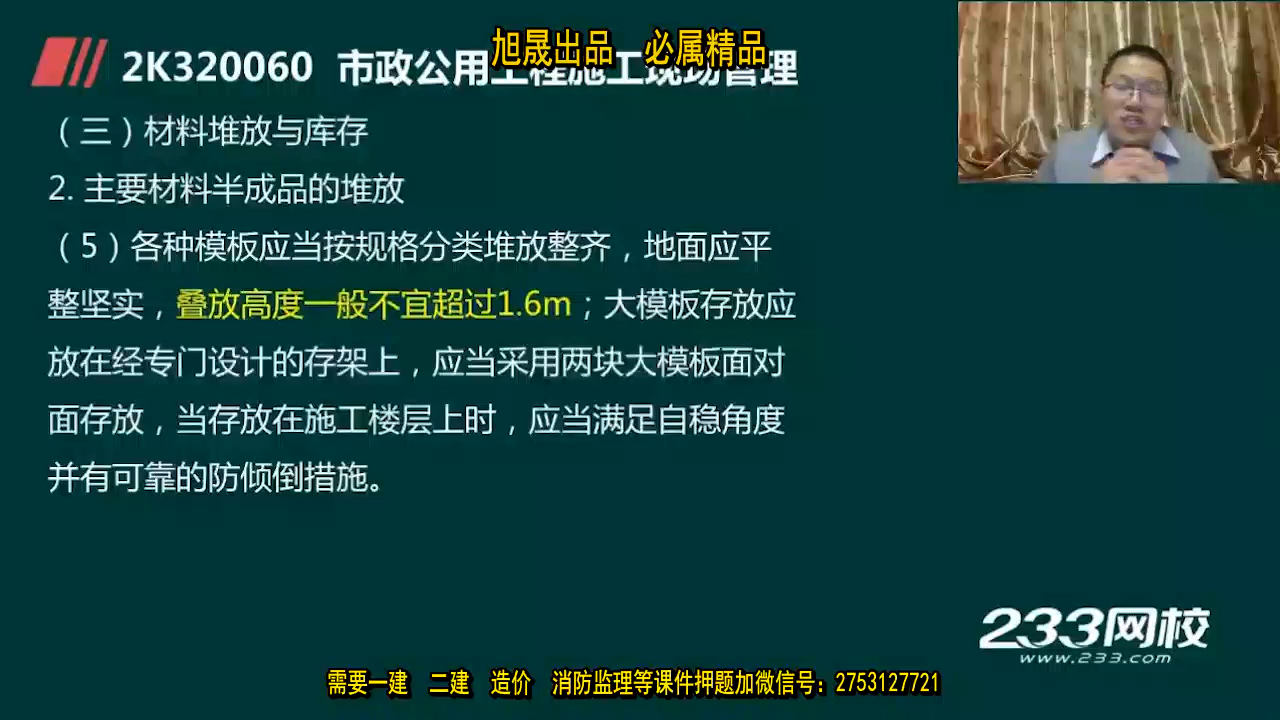 旭晟出品 必属精品
2K320060 市政公用工程施工现场管理
（三）材料堆放与库存
2. 主要材料半成品的堆放
（5）各种模板应当按规格分类堆放整齐，地面应平
整坚实，叠放高度一般不宜超过1.6m；大模板存放应
放在经专门设计的存架上，应当采用两块大模板面对
面存放，当存放在施工楼层上时，应当满足自稳角度
并有可靠的防倾倒措施。
233网校
www.233.com
需要一建 二建 造价 消防监理等课件押题加微信号：2753127721